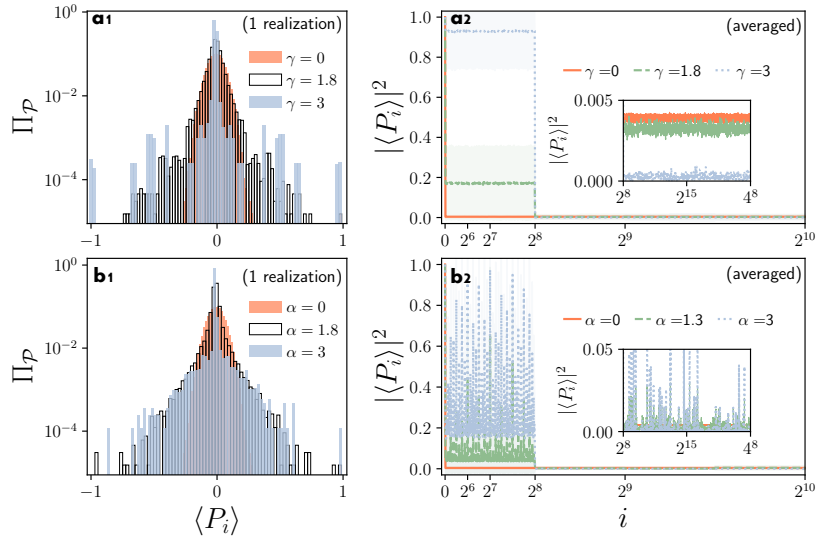 a1
(1 realization)
10^0
10^{-2}
10^{-4}
Π_𝒫
γ = 0
γ = 1.8
γ = 3
−1
0
1
a2
(averaged)
1.0
0.8
0.6
0.4
0.2
0.0
|⟨P_i⟩|^2
γ =0
γ =1.8
γ =3
0.005
0.000
|⟨P_i⟩|^2
2^8
2^{15}
4^8
0
2^6
2^7
2^8
2^9
2^{10}
b1
(1 realization)
10^0
10^{-2}
10^{-4}
Π_𝒫
α = 0
α = 1.8
α = 3
−1
0
1
⟨P_i⟩
b2
(averaged)
1.0
0.8
0.6
0.4
0.2
0.0
|⟨P_i⟩|^2
α =0
α =1.3
α =3
0.05
0.00
|⟨P_i⟩|^2
2^8
2^{15}
4^8
0
2^6
2^7
2^8
2^9
2^{10}
i